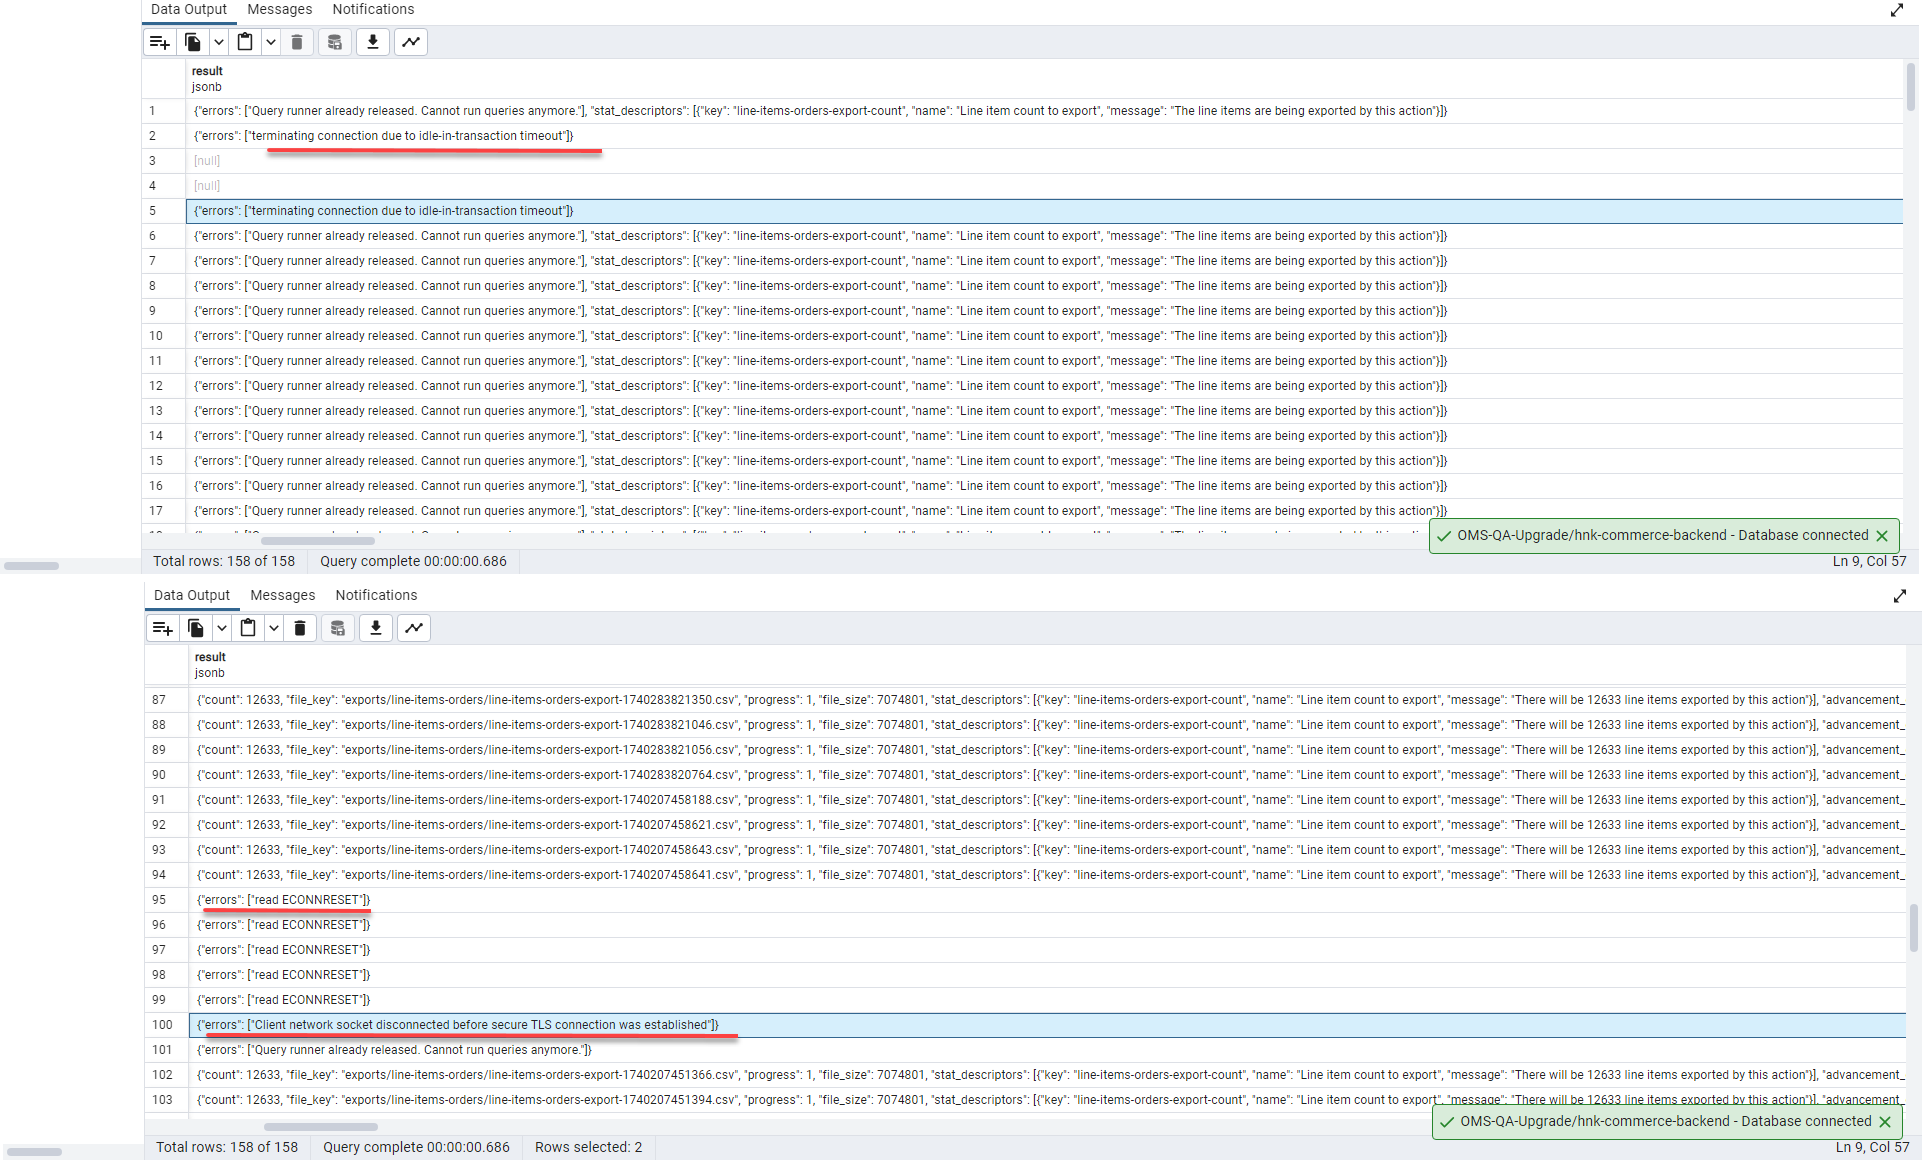 Data Output Messages Notifications
result
jsonb
1 {"errors": ["Query runner already released. Cannot run queries anymore."], "stat_descriptors": [{"key": "line-items-orders-export-count", "name": "Line item count to export", "message": "The line items are being exported by this action"}]}
2 {"errors": ["terminating connection due to idle-in-transaction timeout"]}
3 [null]
4 [null]
5 {"errors": ["terminating connection due to idle-in-transaction timeout"]}
6 {"errors": ["Query runner already released. Cannot run queries anymore."], "stat_descriptors": [{"key": "line-items-orders-export-count", "name": "Line item count to export", "message": "The line items are being exported by this action"}]}
7 {"errors": ["Query runner already released. Cannot run queries anymore."], "stat_descriptors": [{"key": "line-items-orders-export-count", "name": "Line item count to export", "message": "The line items are being exported by this action"}]}
8 {"errors": ["Query runner already released. Cannot run queries anymore."], "stat_descriptors": [{"key": "line-items-orders-export-count", "name": "Line item count to export", "message": "The line items are being exported by this action"}]}
9 {"errors": ["Query runner already released. Cannot run queries anymore."], "stat_descriptors": [{"key": "line-items-orders-export-count", "name": "Line item count to export", "message": "The line items are being exported by this action"}]}
10 {"errors": ["Query runner already released. Cannot run queries anymore."], "stat_descriptors": [{"key": "line-items-orders-export-count", "name": "Line item count to export", "message": "The line items are being exported by this action"}]}
11 {"errors": ["Query runner already released. Cannot run queries anymore."], "stat_descriptors": [{"key": "line-items-orders-export-count", "name": "Line item count to export", "message": "The line items are being exported by this action"}]}
12 {"errors": ["Query runner already released. Cannot run queries anymore."], "stat_descriptors": [{"key": "line-items-orders-export-count", "name": "Line item count to export", "message": "The line items are being exported by this action"}]}
13 {"errors": ["Query runner already released. Cannot run queries anymore."], "stat_descriptors": [{"key": "line-items-orders-export-count", "name": "Line item count to export", "message": "The line items are being exported by this action"}]}
14 {"errors": ["Query runner already released. Cannot run queries anymore."], "stat_descriptors": [{"key": "line-items-orders-export-count", "name": "Line item count to export", "message": "The line items are being exported by this action"}]}
15 {"errors": ["Query runner already released. Cannot run queries anymore."], "stat_descriptors": [{"key": "line-items-orders-export-count", "name": "Line item count to export", "message": "The line items are being exported by this action"}]}
16 {"errors": ["Query runner already released. Cannot run queries anymore."], "stat_descriptors": [{"key": "line-items-orders-export-count", "name": "Line item count to export", "message": "The line items are being exported by this action"}]}
17 {"errors": ["Query runner already released. Cannot run queries anymore."], "stat_descriptors": [{"key": "line-items-orders-export-count", "name": "Line item count to export", "message": "The line items are being exported by this action"}]}
OMS-QA-Upgrade/hnk-commerce-backend - Database connected
Total rows: 158 of 158 Query complete 00:00:00.686 Ln 9, Col 57
Data Output Messages Notifications
result
jsonb
87 {"count": 12633, "file_key": "exports/line-items-orders/line-items-orders-export-1740283821350.csv", "progress": 1, "file_size": 7074801, "stat_descriptors": [{"key": "line-items-orders-export-count", "name": "Line item count to export", "message": "There will be 12633 line items exported by this action"}], "advancement_
88 {"count": 12633, "file_key": "exports/line-items-orders/line-items-orders-export-1740283821046.csv", "progress": 1, "file_size": 7074801, "stat_descriptors": [{"key": "line-items-orders-export-count", "name": "Line item count to export", "message": "There will be 12633 line items exported by this action"}], "advancement_
89 {"count": 12633, "file_key": "exports/line-items-orders/line-items-orders-export-1740283821056.csv", "progress": 1, "file_size": 7074801, "stat_descriptors": [{"key": "line-items-orders-export-count", "name": "Line item count to export", "message": "There will be 12633 line items exported by this action"}], "advancement_
90 {"count": 12633, "file_key": "exports/line-items-orders/line-items-orders-export-1740283820764.csv", "progress": 1, "file_size": 7074801, "stat_descriptors": [{"key": "line-items-orders-export-count", "name": "Line item count to export", "message": "There will be 12633 line items exported by this action"}], "advancement_
91 {"count": 12633, "file_key": "exports/line-items-orders/line-items-orders-export-1740207458188.csv", "progress": 1, "file_size": 7074801, "stat_descriptors": [{"key": "line-items-orders-export-count", "name": "Line item count to export", "message": "There will be 12633 line items exported by this action"}], "advancement_
92 {"count": 12633, "file_key": "exports/line-items-orders/line-items-orders-export-1740207458621.csv", "progress": 1, "file_size": 7074801, "stat_descriptors": [{"key": "line-items-orders-export-count", "name": "Line item count to export", "message": "There will be 12633 line items exported by this action"}], "advancement_
93 {"count": 12633, "file_key": "exports/line-items-orders/line-items-orders-export-1740207458643.csv", "progress": 1, "file_size": 7074801, "stat_descriptors": [{"key": "line-items-orders-export-count", "name": "Line item count to export", "message": "There will be 12633 line items exported by this action"}], "advancement_
94 {"count": 12633, "file_key": "exports/line-items-orders/line-items-orders-export-1740207458641.csv", "progress": 1, "file_size": 7074801, "stat_descriptors": [{"key": "line-items-orders-export-count", "name": "Line item count to export", "message": "There will be 12633 line items exported by this action"}], "advancement_
95 {"errors": ["read ECONNRESET"]}
96 {"errors": ["read ECONNRESET"]}
97 {"errors": ["read ECONNRESET"]}
98 {"errors": ["read ECONNRESET"]}
99 {"errors": ["read ECONNRESET"]}
100 {"errors": ["Client network socket disconnected before secure TLS connection was established"]}
101 {"errors": ["Query runner already released. Cannot run queries anymore."]}
102 {"count": 12633, "file_key": "exports/line-items-orders/line-items-orders-export-1740207451366.csv", "progress": 1, "file_size": 7074801, "stat_descriptors": [{"key": "line-items-orders-export-count", "name": "Line item count to export", "message": "There will be 12633 line items exported by this action"}], "advancement_
103 {"count": 12633, "file_key": "exports/line-items-orders/line-items-orders-export-1740207451394.csv", "progress": 1, "file_size": 7074801, "stat_descriptors": [{"key": "line-items-orders-export-count", "name": "Line item count to export", "message": "There will be 12633 line items exported by this action"}], "advancement_
OMS-QA-Upgrade/hnk-commerce-backend - Database connected
Total rows: 158 of 158 Query complete 00:00:00.686 Rows selected: 2 Ln 9, Col 57